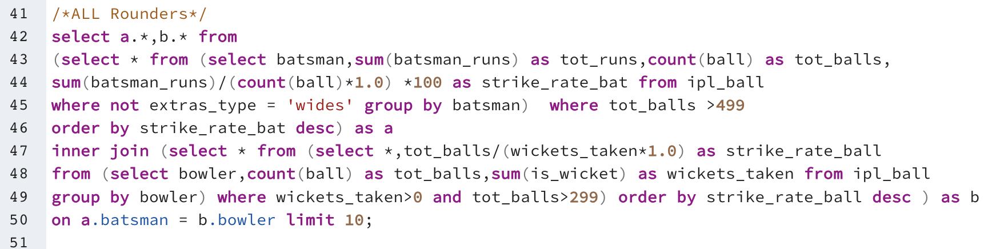 41 /*ALL Rounders*/
42 select a.*,b.* from
43 (select * from (select batsman,sum(batsman_runs) as tot_runs,count(ball) as tot_balls,
44 sum(batsman_runs)/(count(ball)*1.0) *100 as strike_rate_bat from ipl_ball
45 where not extras_type = 'wides' group by batsman)  where tot_balls >499
46 order by strike_rate_bat desc) as a
47 inner join (select * from (select *,tot_balls/(wickets_taken*1.0) as strike_rate_ball
48 from (select bowler,count(ball) as tot_balls,sum(is_wicket) as wickets_taken from ipl_ball
49 group by bowler) where wickets_taken>0 and tot_balls>299) order by strike_rate_ball desc ) as b
50 on a.batsman = b.bowler limit 10;
51